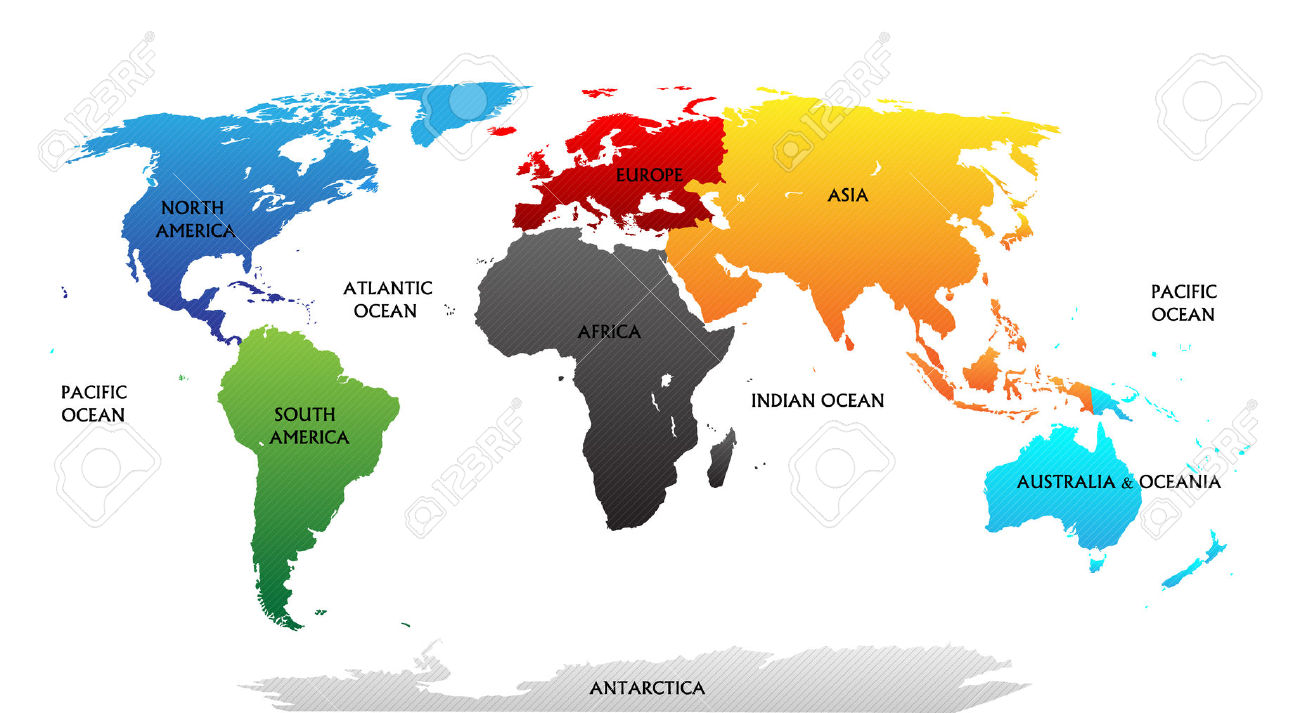 EUROPE
ASIA
NORTH
AMERICA
ATLANTIC
OCEAN
PACIFIC
OCEAN
AFRICA
PACIFIC
OCEAN
INDIAN OCEAN
SOUTH
AMERICA
AUSTRALIA & OCEANIA
ANTARCTICA
123RF
123RF
123RF
123RF